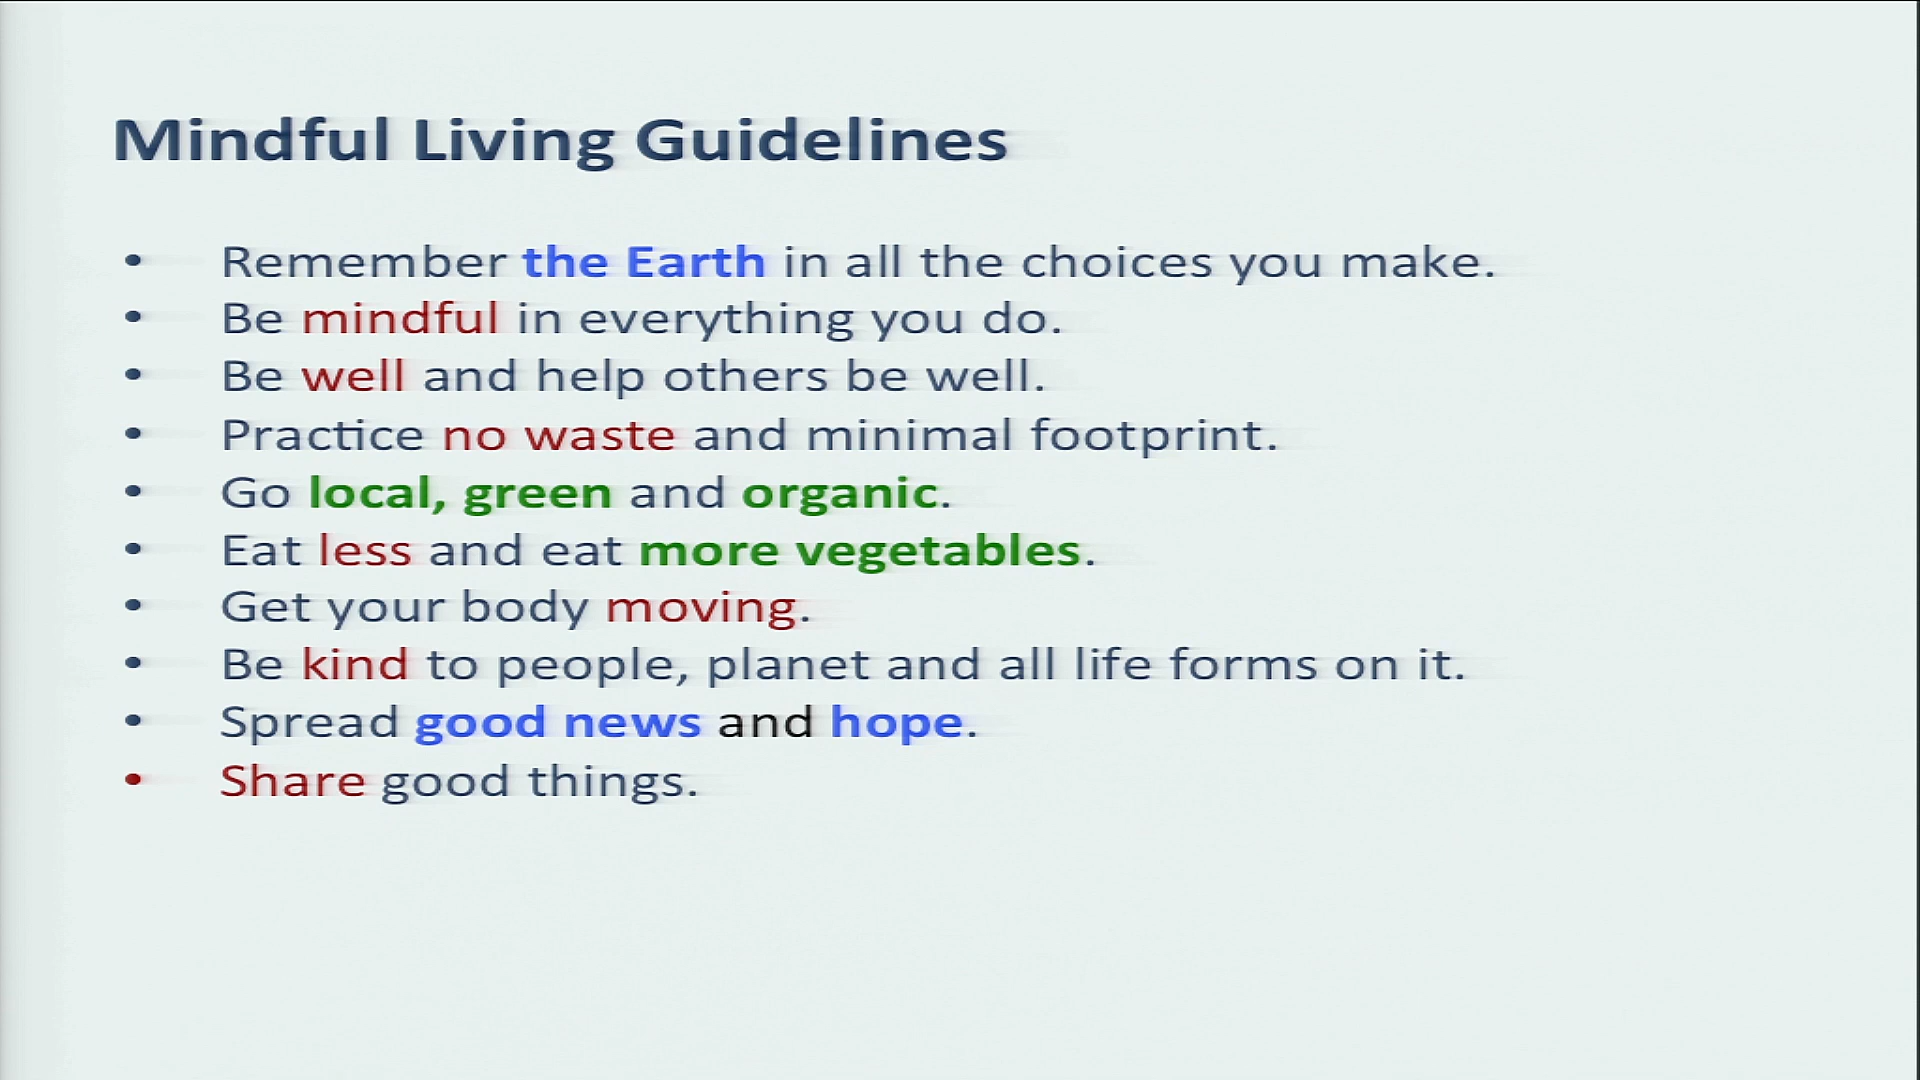 Mindful Living Guidelines
• Remember the Earth in all the choices you make.
• Be mindful in everything you do.
• Be well and help others be well.
• Practice no waste and minimal footprint.
• Go local, green and organic.
• Eat less and eat more vegetables.
• Get your body moving.
• Be kind to people, planet and all life forms on it.
• Spread good news and hope.
• Share good things.